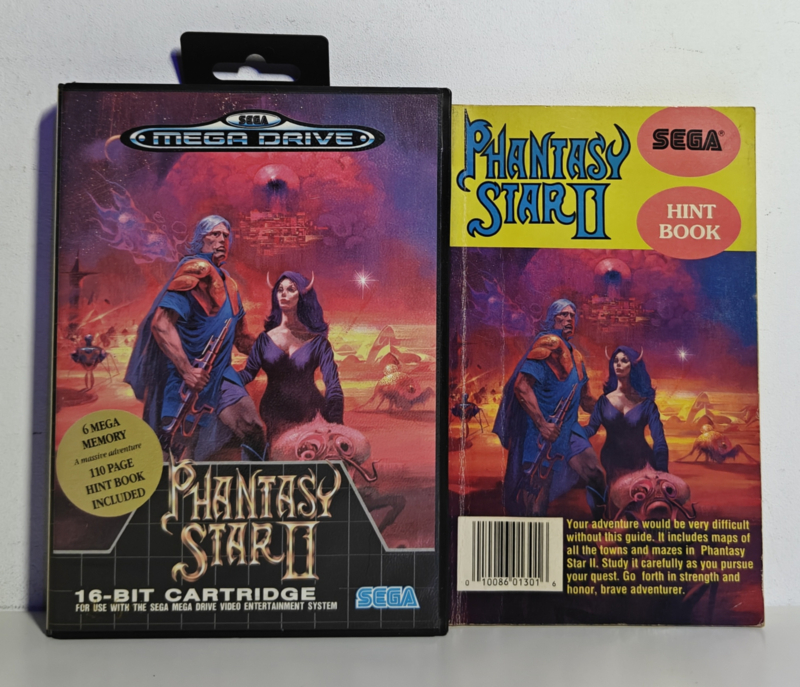 SEGA
MEGA DRIVE
6 MEGA
MEMORY
A massive adventure
110 PAGE
HINT BOOK
INCLUDED
PHANTASY
STAR II
16-BIT CARTRIDGE
FOR USE WITH THE SEGA MEGA DRIVE VIDEO ENTERTAINMENT SYSTEM
SEGA
PHANTASY
STAR II
SEGA®
HINT
BOOK
Your adventure would be very difficult
without this guide. It includes maps of
all the towns and mazes in Phantasy
Star II. Study it carefully as you pursue
your quest. Go forth in strength and
honor, brave adventurer.
0 10086 01301 6